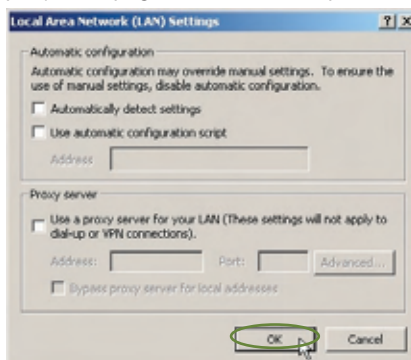 Local Area Network (LAN) Settings
Automatic configuration
Automatic configuration may override manual settings. To ensure the
use of manual settings, disable automatic configuration.
Automatically detect settings
Use automatic configuration script
Address
Proxy server
Use a proxy server for your LAN (These settings will not apply to
dial-up or VPN connections).
Address: Port: Advanced...
Bypass proxy server for local addresses
OK Cancel